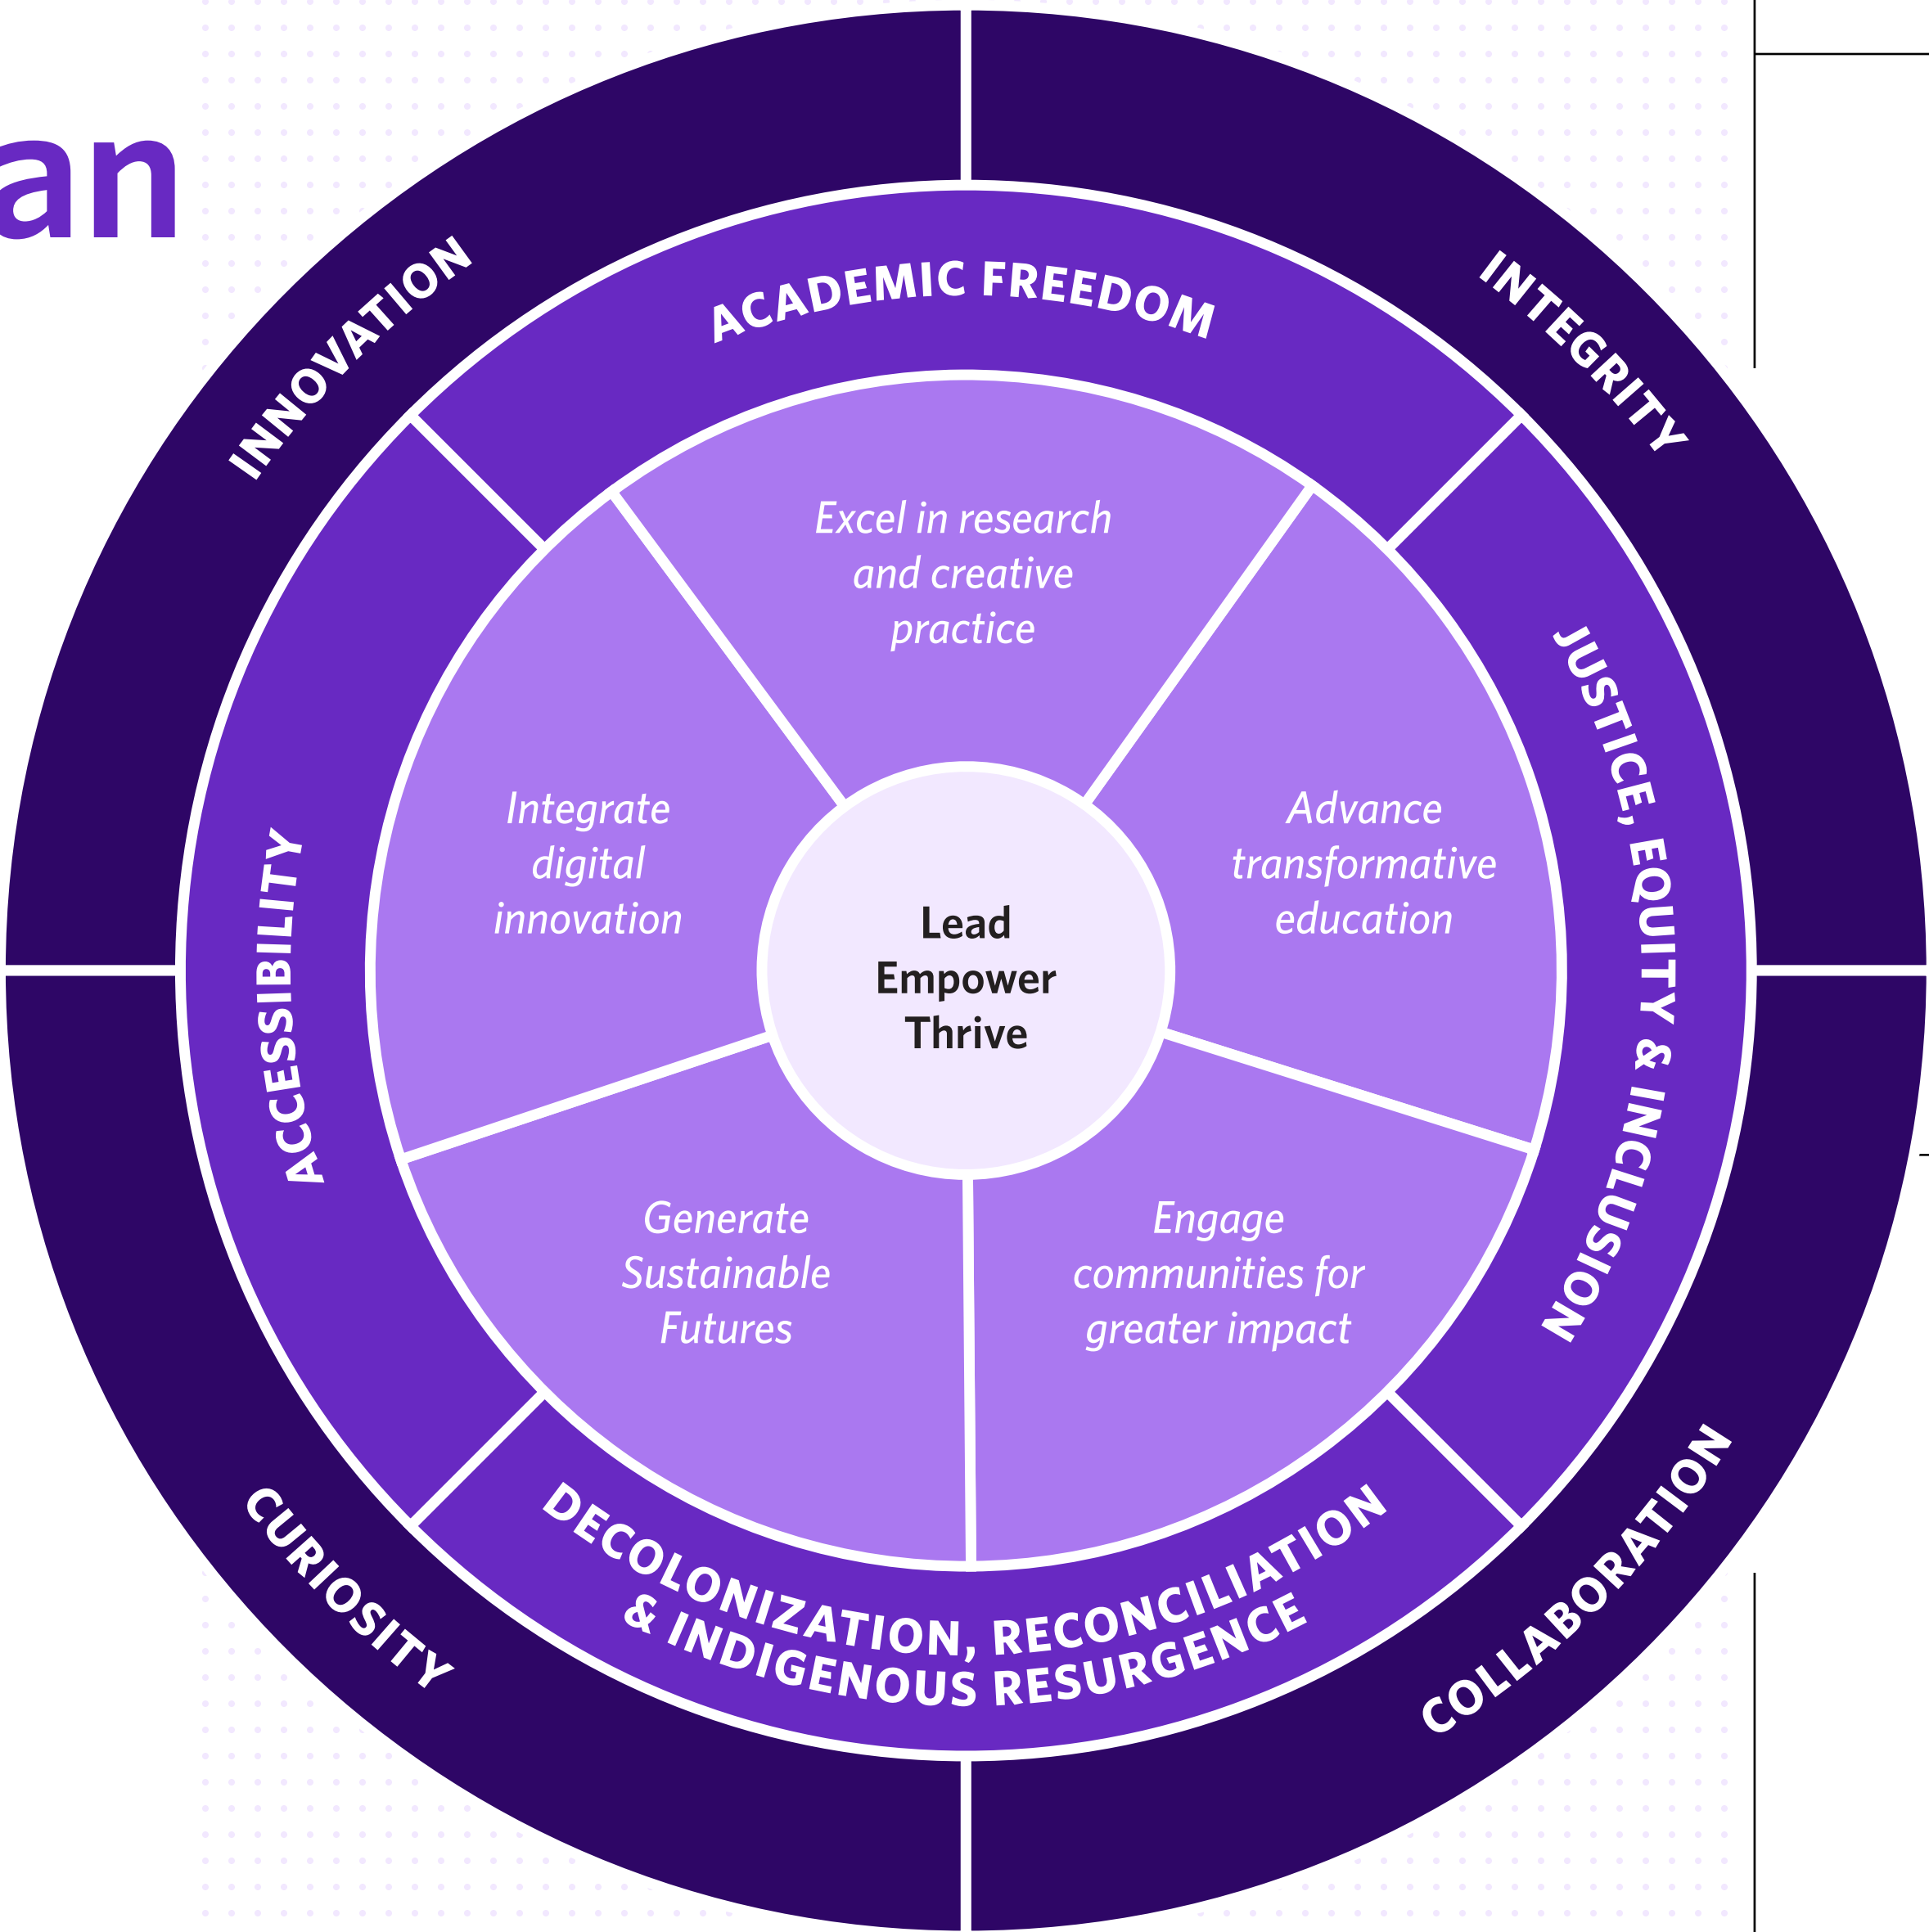 an
INNOVATION
INTEGRITY
ACADEMIC FREEDOM
Excel in research
and creative
practice
JUSTICE, EQUITY & INCLUSION
Integrate
digital
innovation
Advance
transformative
education
ACCESSIBILITY
Lead
Empower
Thrive
Generate
Sustainable
Futures
Engage
communities for
greater impact
DECOLONIZATION, RECONCILIATION
& INDIGENOUS RESURGENCE
CURIOSITY
COLLABORATION